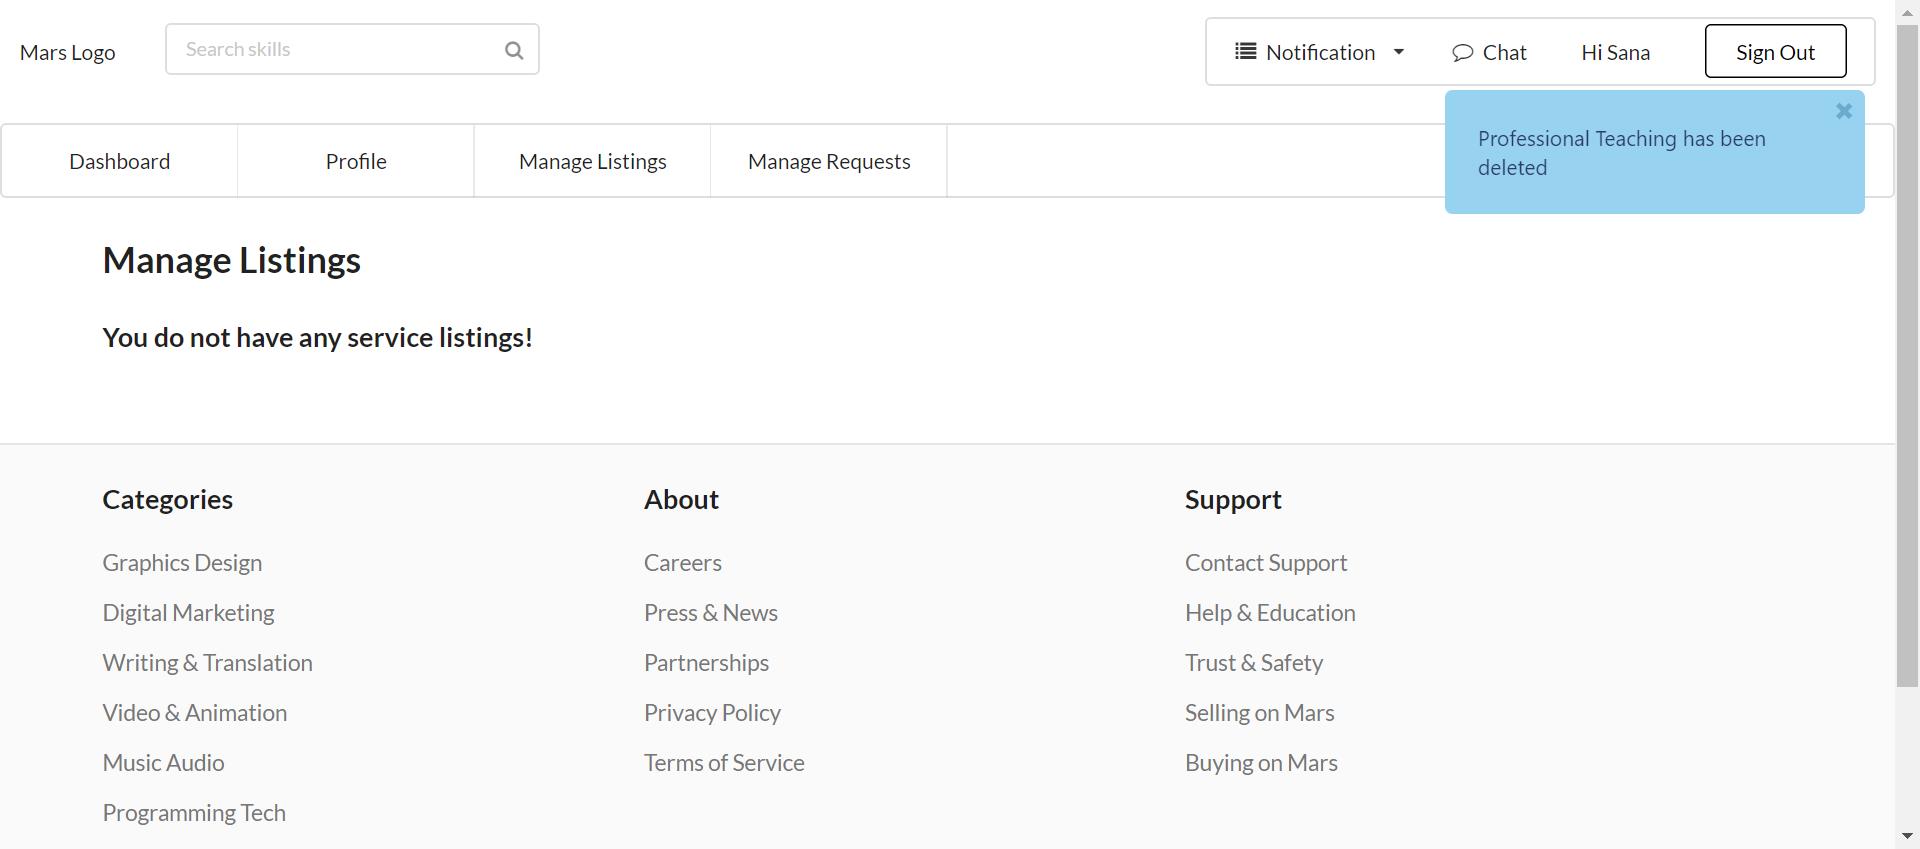 Mars Logo
Search skills
Notification
Chat
Hi Sana
Sign Out
Professional Teaching has been
deleted
Dashboard
Profile
Manage Listings
Manage Requests
Manage Listings
You do not have any service listings!
Categories
Graphics Design
Digital Marketing
Writing & Translation
Video & Animation
Music Audio
Programming Tech
About
Careers
Press & News
Partnerships
Privacy Policy
Terms of Service
Support
Contact Support
Help & Education
Trust & Safety
Selling on Mars
Buying on Mars